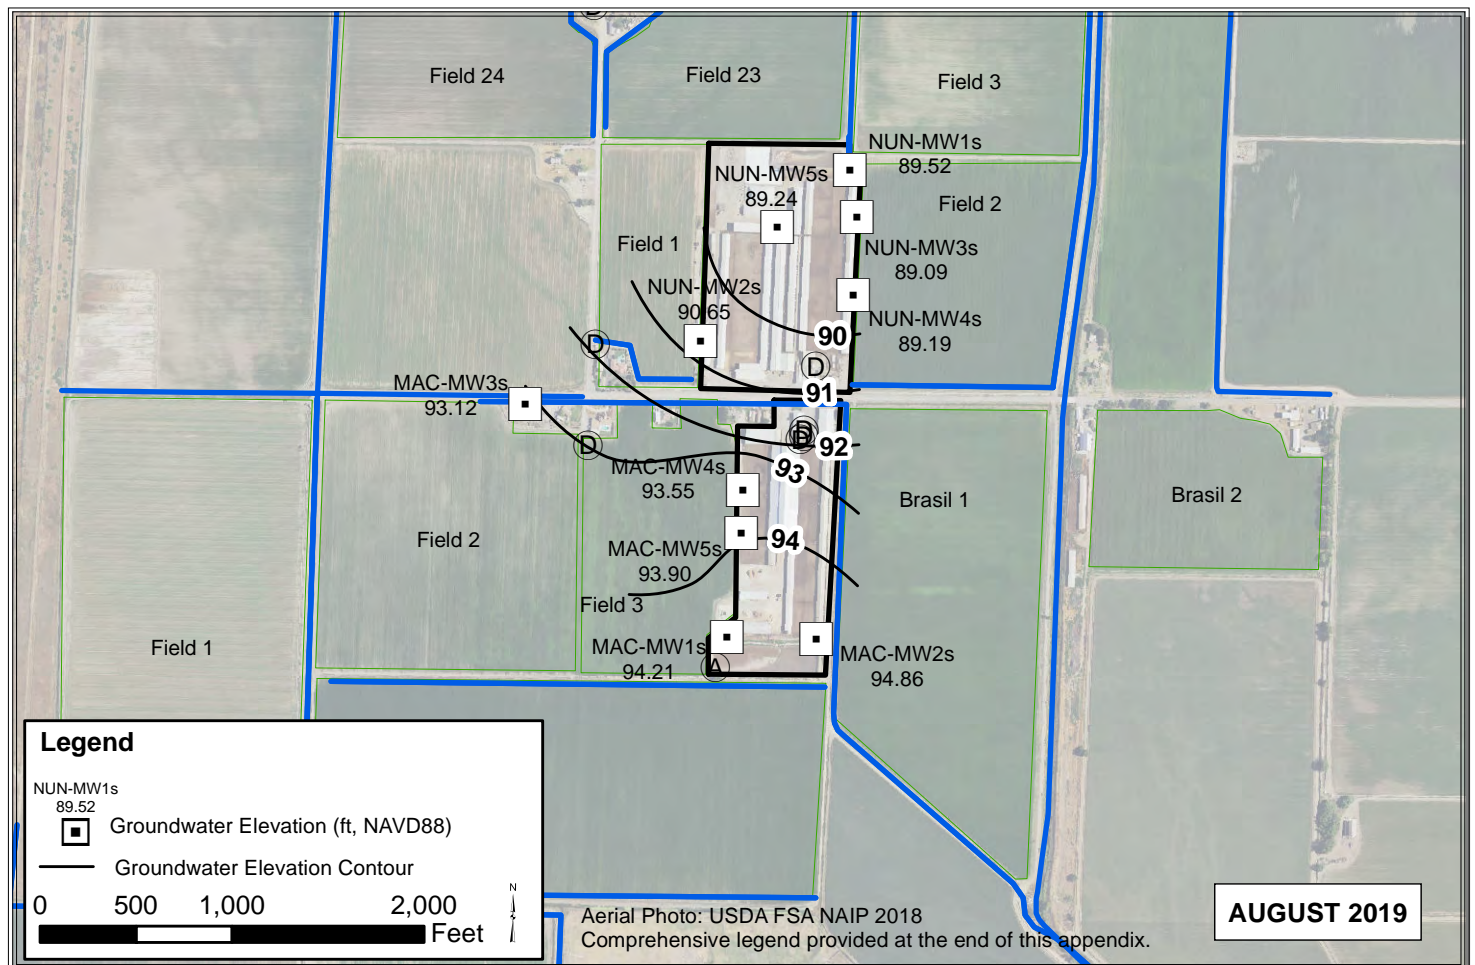 D
Field 24
Field 23
Field 3
NUN-MW1s
89.52
NUN-MW5s
89.24
Field 2
Field 1
NUN-MW3s
89.09
NUN-MW2s
90.65
NUN-MW4s
89.19
90
D
D
MAC-MW3s
93.12
91
D
D
D
92
MAC-MW4s
93.55
93
Brasil 1
Brasil 2
Field 2
94
MAC-MW5s
93.90
Field 3
Field 1
MAC-MW1s
94.21
A
MAC-MW2s
94.86
Legend
NUN-MW1s
89.52
Groundwater Elevation (ft, NAVD88)
Groundwater Elevation Contour
0 500 1,000 2,000
Feet
N
Aerial Photo: USDA FSA NAIP 2018
Comprehensive legend provided at the end of this appendix.
AUGUST 2019